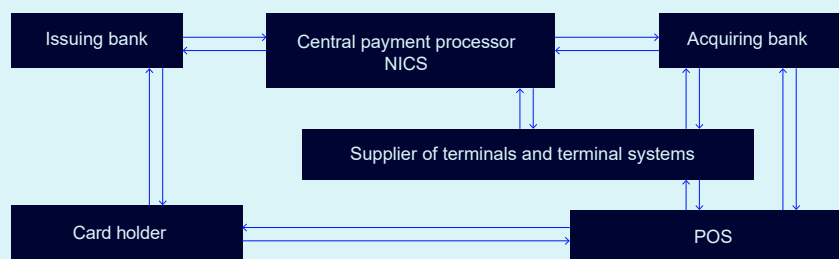 Issuing bank
Central payment processor
NICS
Acquiring bank
Supplier of terminals and terminal systems
Card holder
POS